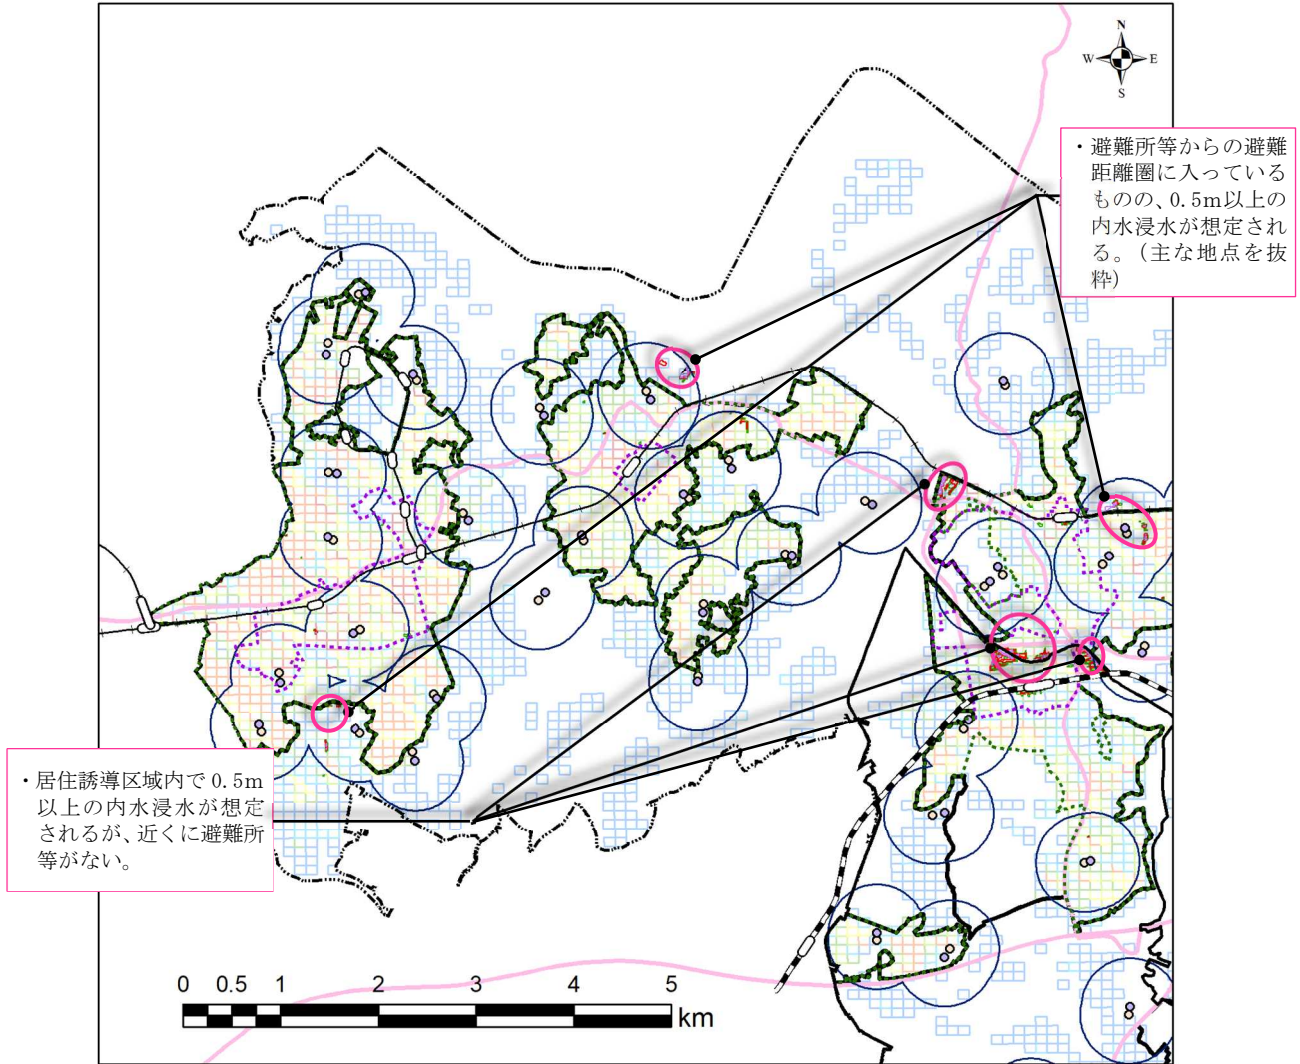 N
W E
S
・避難所等からの避難
距離圏に入っている
ものの、0.5m以上の
内水浸水が想定され
る。（主な地点を抜
粋）
・居住誘導区域内で0.5m
以上の内水浸水が想定
されるが、近くに避難所
等がない。
0 0.5 1 2 3 4 5
km